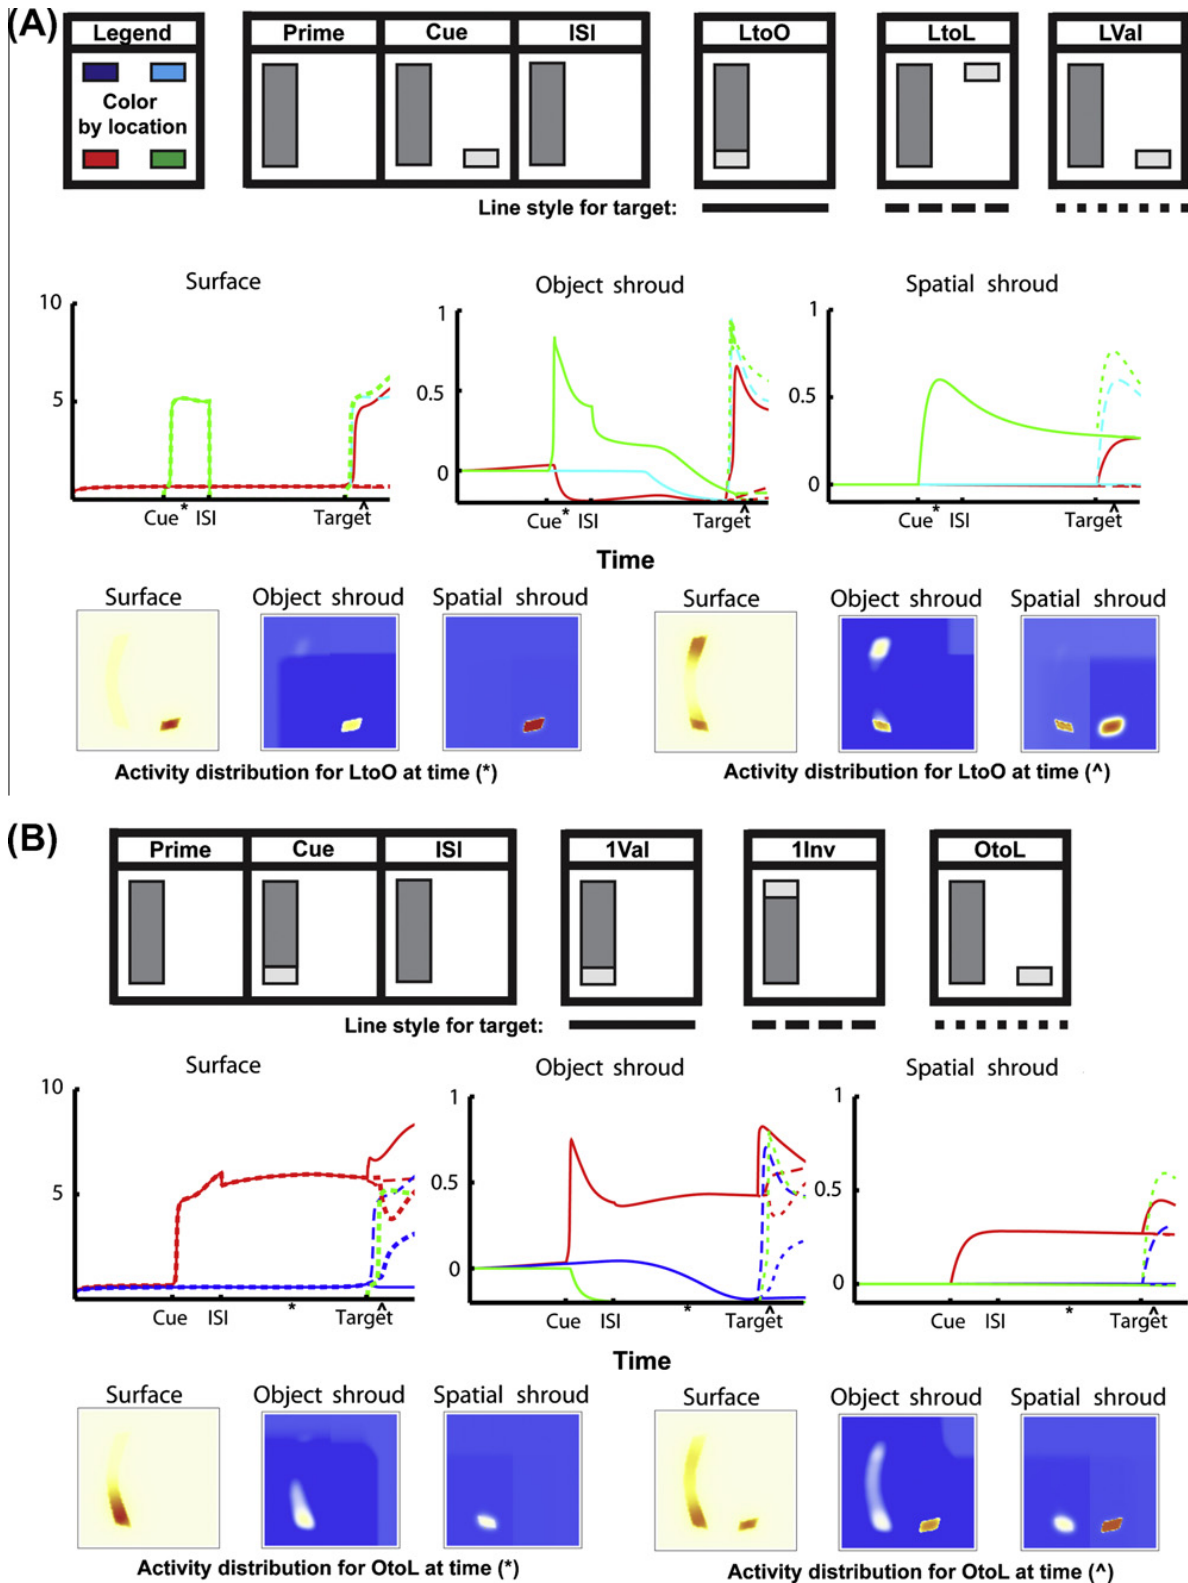 (A)
Legend
Prime Cue ISI
LtoO
LtoL
LVal
Color
by location
Line style for target:
Surface
Object shroud
Spatial shroud
10
5
1
0.5
0
1
0.5
0
Cue * ISI Target ^
Cue * ISI Target ^
Cue * ISI Target ^
Time
Surface Object shroud Spatial shroud
Surface Object shroud Spatial shroud
Activity distribution for LtoO at time (*)
Activity distribution for LtoO at time (^)
(B)
Prime Cue ISI
1Val
1Inv
OtoL
Line style for target:
Surface
Object shroud
Spatial shroud
10
5
1
0.5
0
1
0.5
0
Cue ISI * Target ^
Cue ISI * Target ^
Cue ISI * Target ^
Time
Surface Object shroud Spatial shroud
Surface Object shroud Spatial shroud
Activity distribution for OtoL at time (*)
Activity distribution for OtoL at time (^)